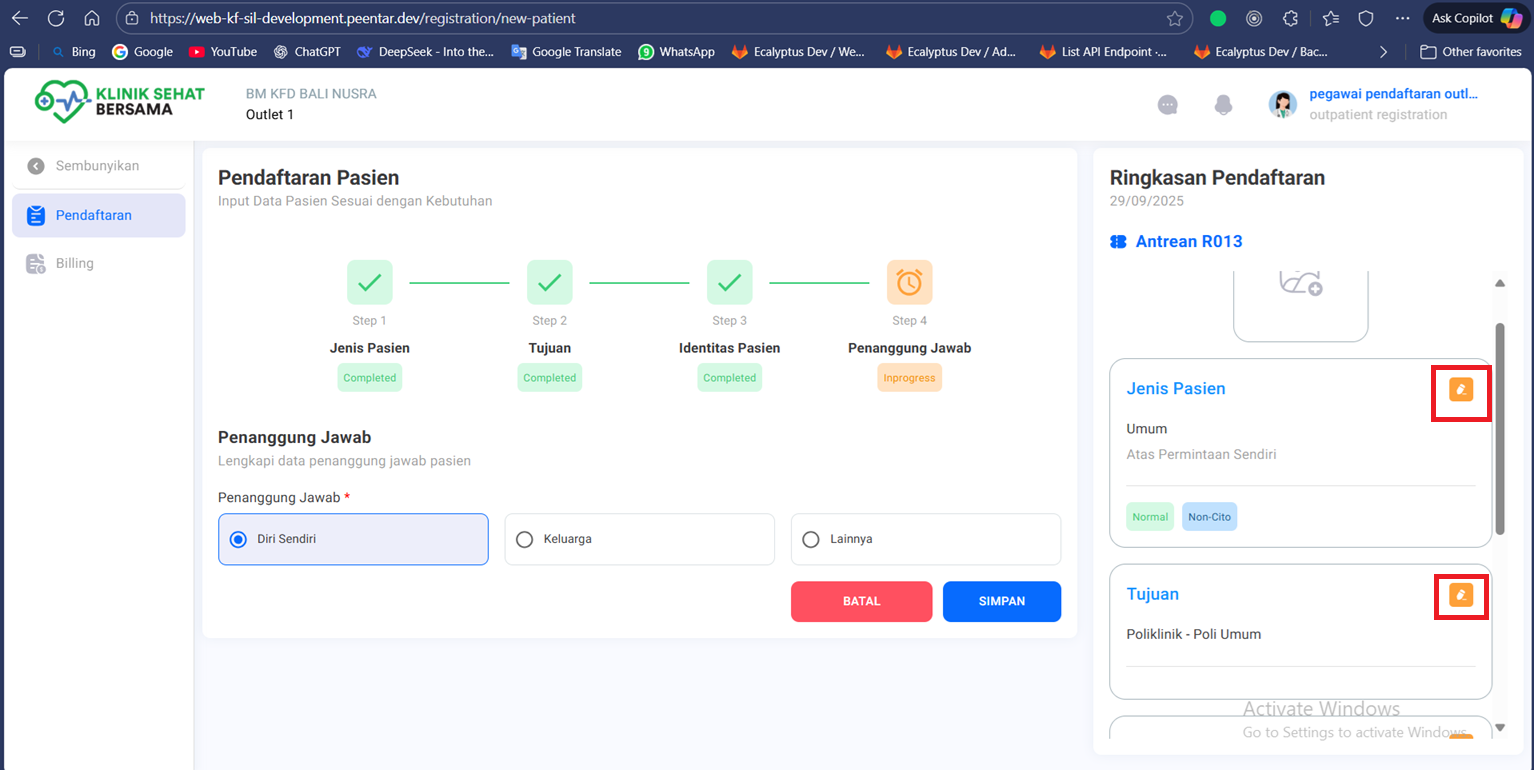 https://web-kf-sil-development.peentar.dev/registration/new-patient
Ask Copilot
Bing
Google
YouTube
ChatGPT
DeepSeek - Into the...
Google Translate
9
WhatsApp
Ecalyptus Dev / We...
Ecalyptus Dev / Ad...
List API Endpoint ·...
Ecalyptus Dev / Bac...
Other favorites
KLINIK SEHAT
BERSAMA
BM KFD BALI NUSRA
Outlet 1
pegawai pendaftaran outl...
outpatient registration
Sembunyikan
Pendaftaran
Billing
Pendaftaran Pasien
Input Data Pasien Sesuai dengan Kebutuhan
Step 1
Step 2
Step 3
Step 4
Jenis Pasien
Tujuan
Identitas Pasien
Penanggung Jawab
Completed
Completed
Completed
Inprogress
Penanggung Jawab
Lengkapi data penanggung jawab pasien
Penanggung Jawab *
Diri Sendiri
Keluarga
Lainnya
BATAL
SIMPAN
Ringkasan Pendaftaran
29/09/2025
Antrean R013
Jenis Pasien
Umum
Atas Permintaan Sendiri
Normal
Non-Cito
Tujuan
Poliklinik - Poli Umum
Activate Windows
Go to Settings to activate Windows.